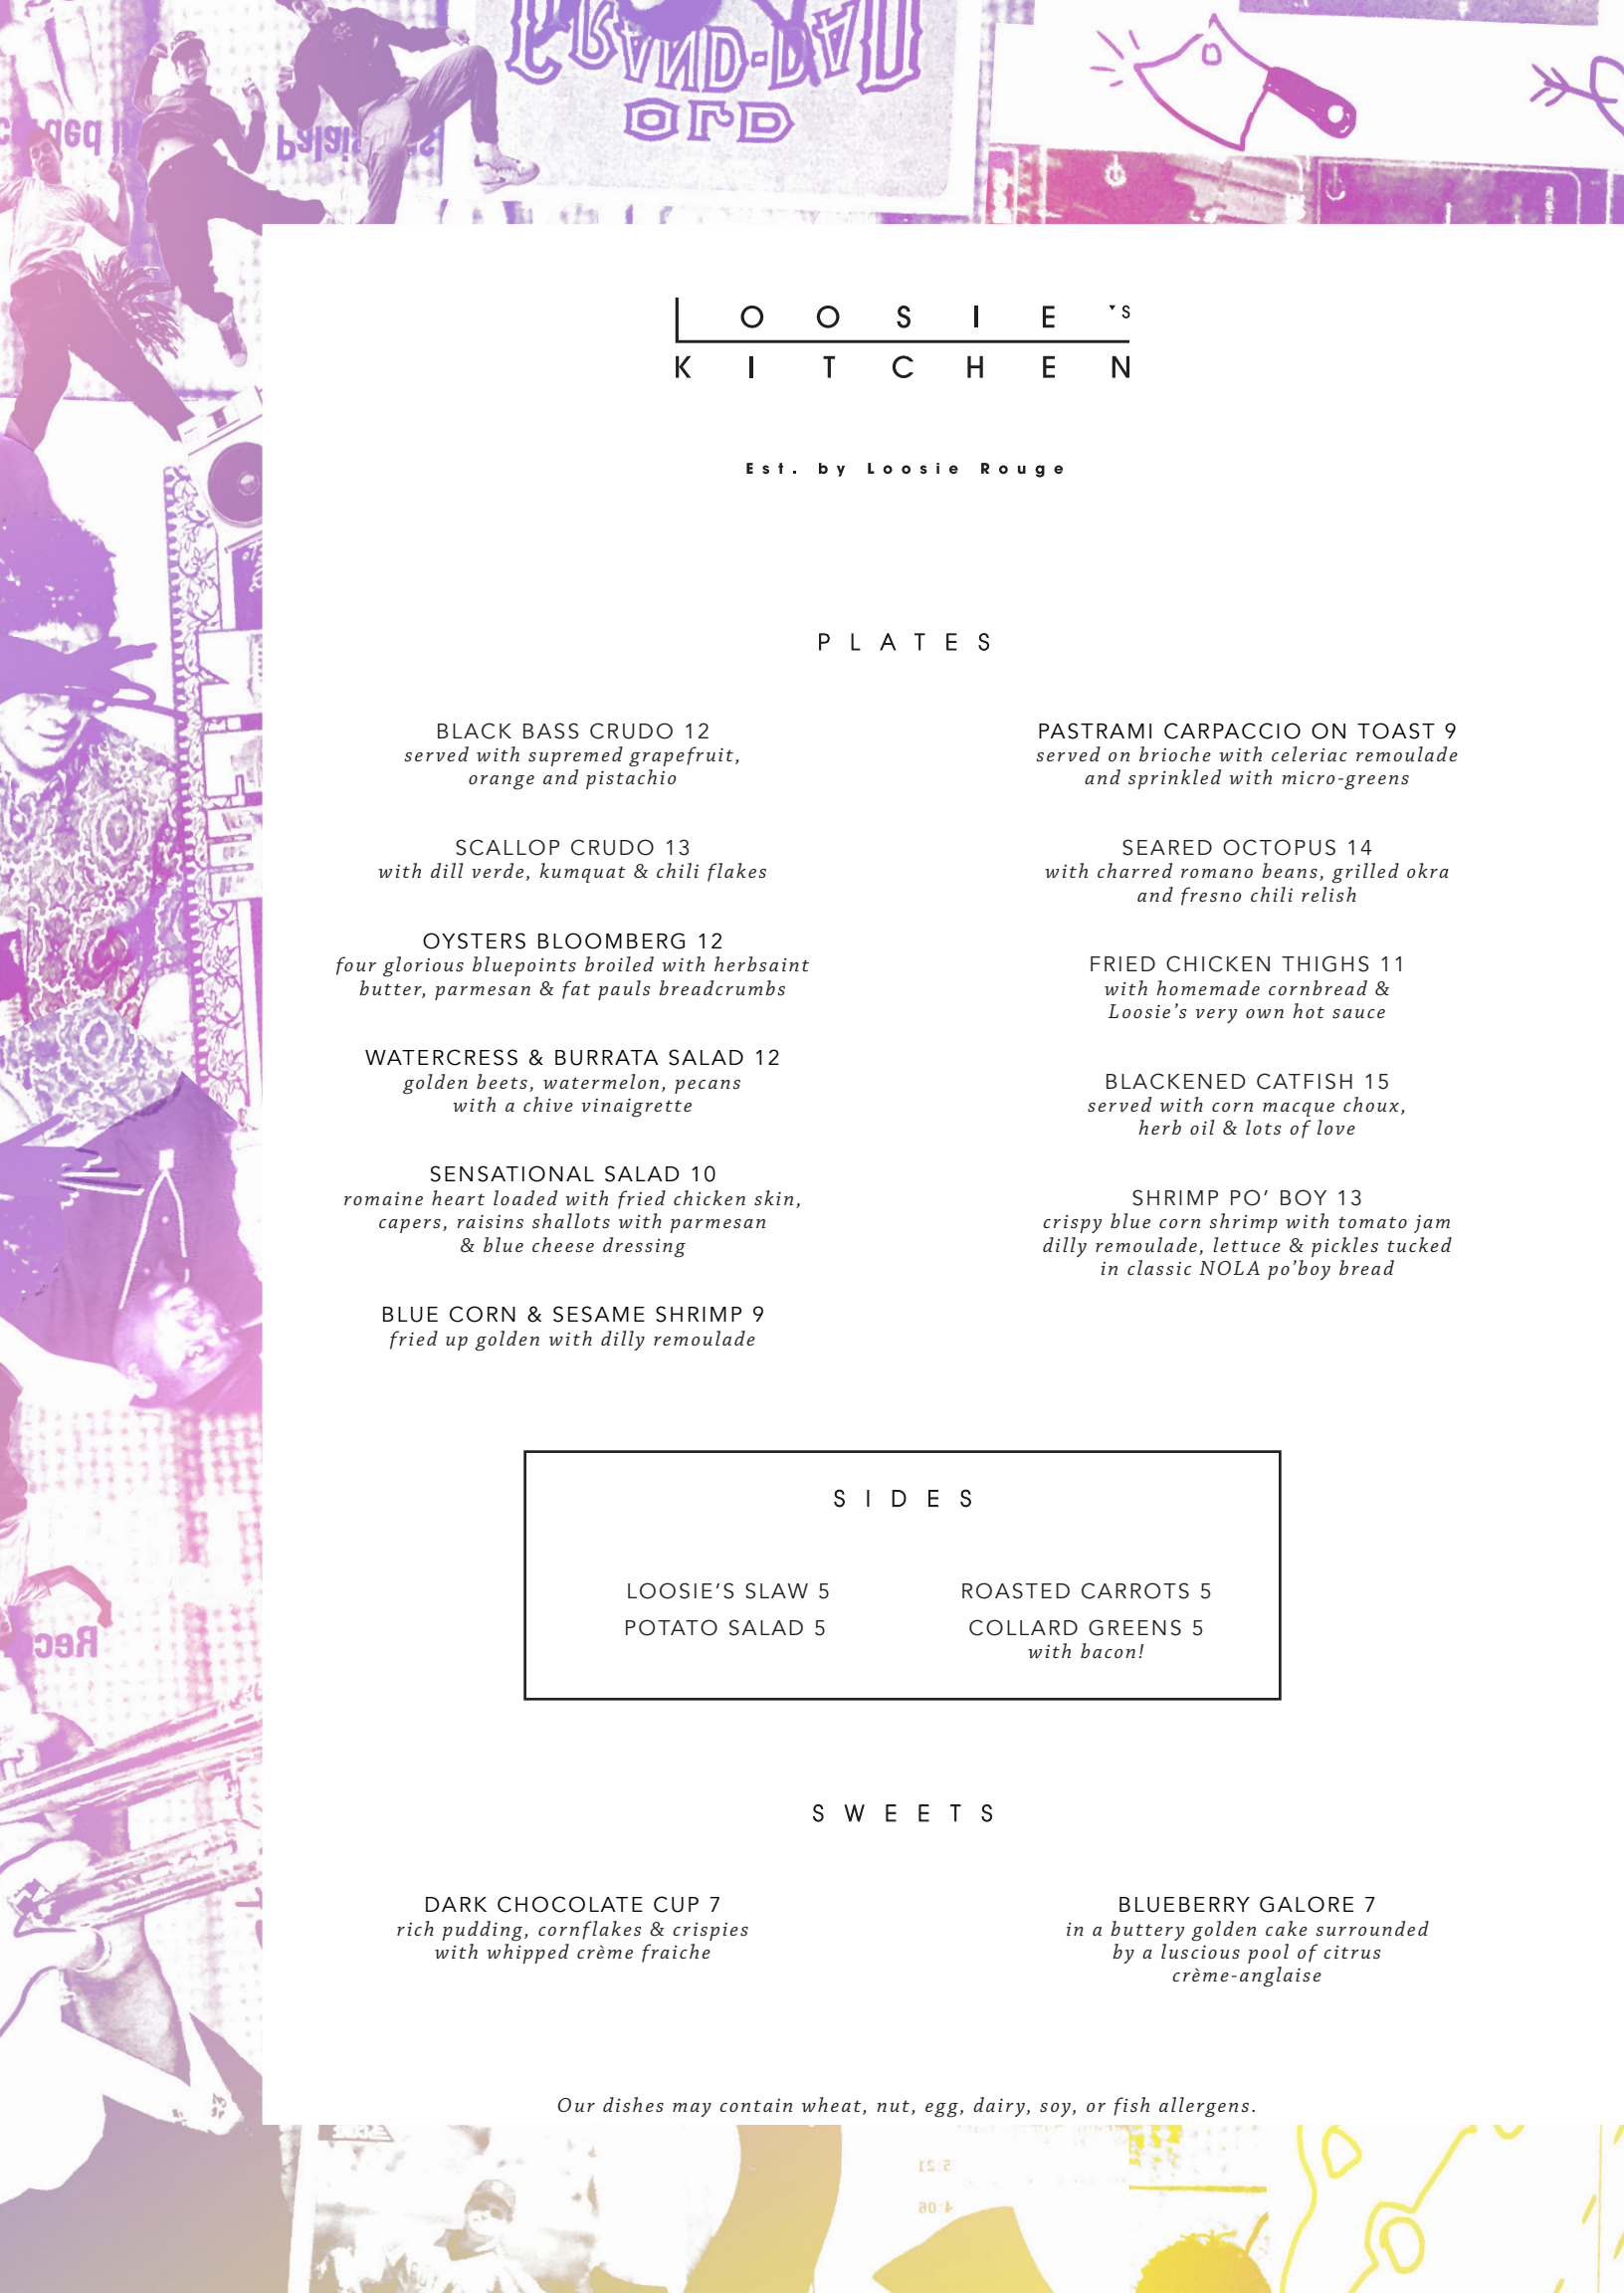 GRAND-DAD
OLD
Palais
LOOSIE'S
KITCHEN
Est. by Loosie Rouge
PLATES
BLACK BASS CRUDO 12
served with supremed grapefruit,
orange and pistachio
SCALLOP CRUDO 13
with dill verde, kumquat & chili flakes
OYSTERS BLOOMBERG 12
four glorious bluepoints broiled with herbsaint
butter, parmesan & fat pauls breadcrumbs
WATERCRESS & BURRATA SALAD 12
golden beets, watermelon, pecans
with a chive vinaigrette
SENSATIONAL SALAD 10
romaine heart loaded with fried chicken skin,
capers, raisins shallots with parmesan
& blue cheese dressing
BLUE CORN & SESAME SHRIMP 9
fried up golden with dilly remoulade
PASTRAMI CARPACCIO ON TOAST 9
served on brioche with celeriac remoulade
and sprinkled with micro-greens
SEARED OCTOPUS 14
with charred romano beans, grilled okra
and fresno chili relish
FRIED CHICKEN THIGHS 11
with homemade cornbread &
Loosie's very own hot sauce
BLACKENED CATFISH 15
served with corn macque choux,
herb oil & lots of love
SHRIMP PO' BOY 13
crispy blue corn shrimp with tomato jam
dilly remoulade, lettuce & pickles tucked
in classic NOLA po'boy bread
SIDES
LOOSIE'S SLAW 5
POTATO SALAD 5
ROASTED CARROTS 5
COLLARD GREENS 5
with bacon!
SWEETS
DARK CHOCOLATE CUP 7
rich pudding, cornflakes & crispies
with whipped crème fraiche
BLUEBERRY GALORE 7
in a buttery golden cake surrounded
by a luscious pool of citrus
crème-anglaise
Our dishes may contain wheat, nut, egg, dairy, soy, or fish allergens.
5:21
4:06